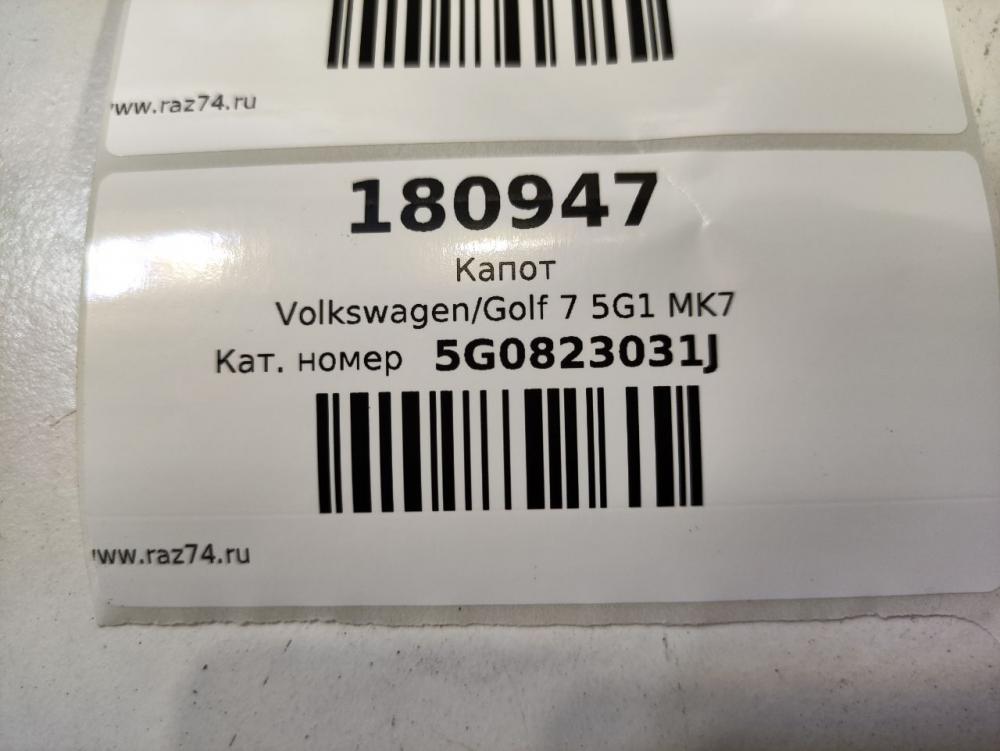 www.raz74.ru
180947
Капот
Volkswagen/Golf 7 5G1 MK7
Кат. номер 5G0823031J
www.raz74.ru